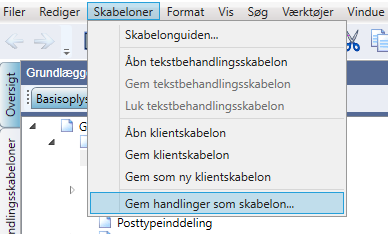 Filer Rediger Skabeloner Format Vis Søg Værktøjer Vindue
Skabelonguiden...
Åbn tekstbehandlingsskabelon
Gem tekstbehandlingsskabelon
Luk tekstbehandlingsskabelon
Åbn klientskabelon
Gem klientskabelon
Gem som ny klientskabelon
Gem handlinger som skabelon...
Grundlægge
Basisoplys
G
Posttypeinddeling
Oversigt
ndlingsskabeloner